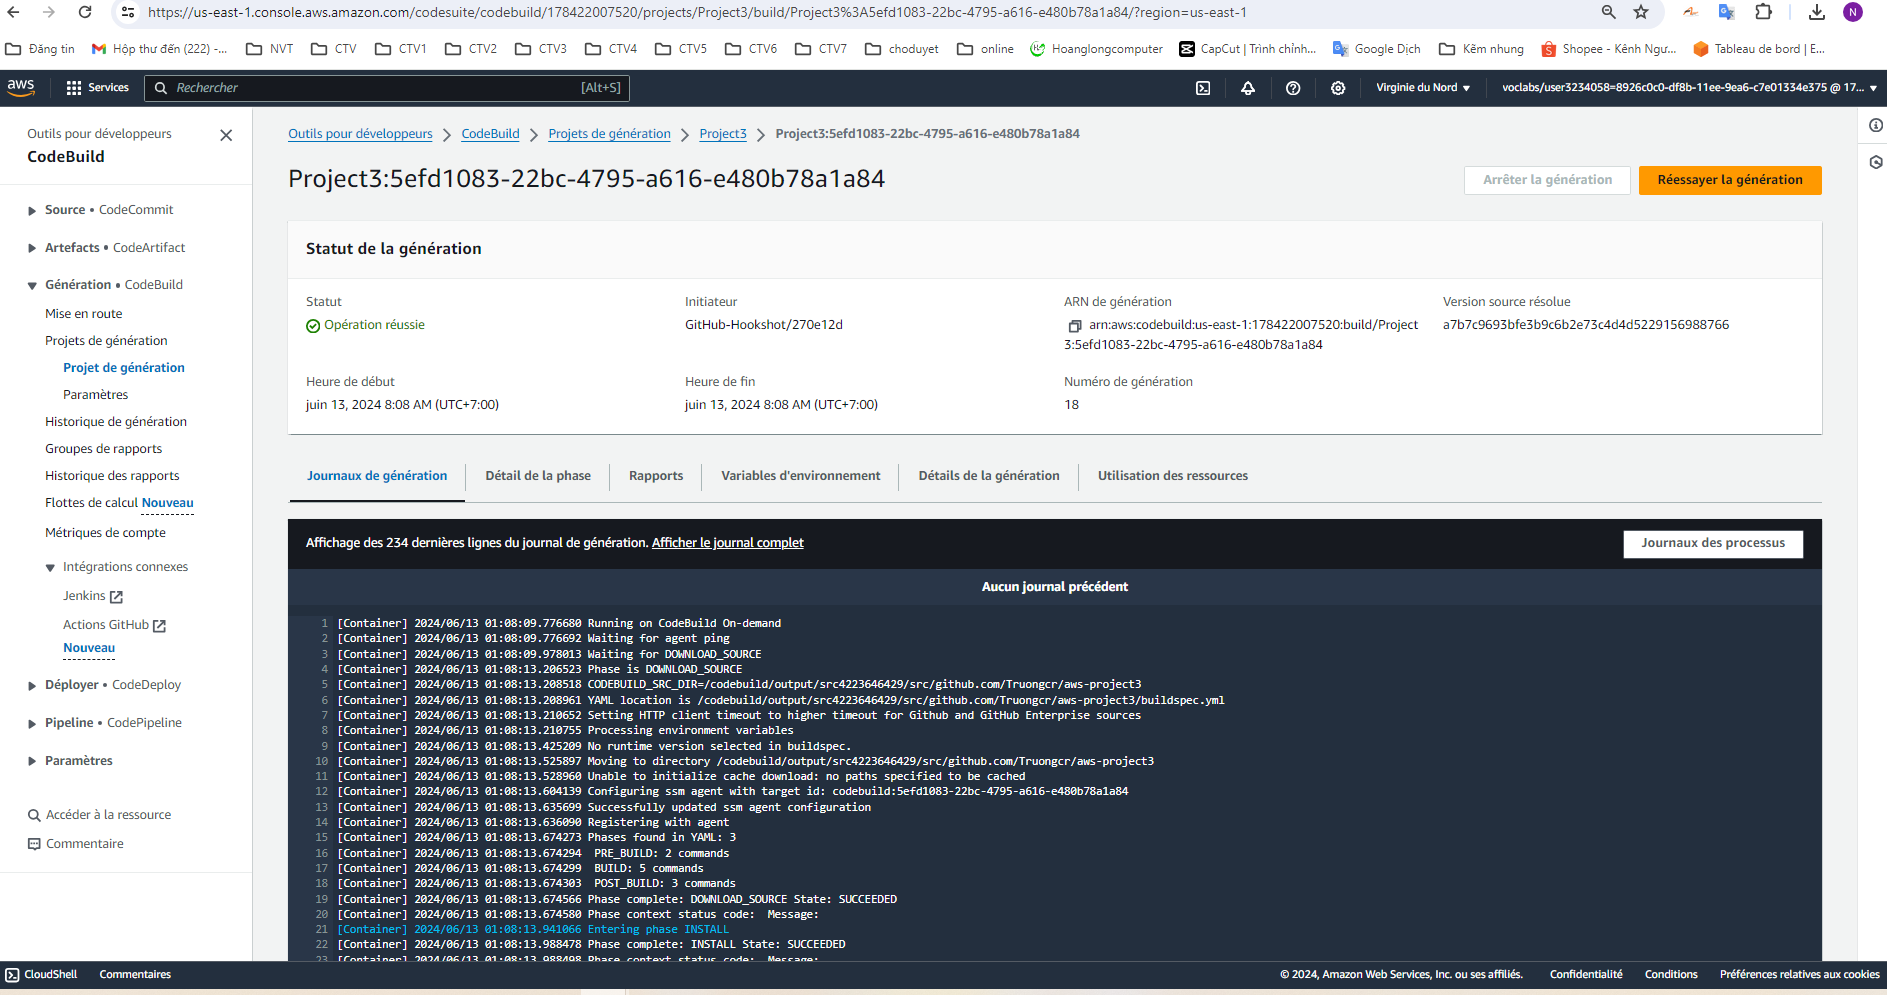 https://us-east-1.console.aws.amazon.com/codesuite/codebuild/178422007520/projects/Project3/build/Project3%3A5efd1083-22bc-4795-a616-e480b78a1a84/?region=us-east-1
N
Đăng tin
Hộp thư đến (222) -...
NVT
CTV
CTV1
CTV2
CTV3
CTV4
CTV5
CTV6
CTV7
choduyet
online
Hoanglongcomputer
CapCut | Trình chỉnh...
Google Dịch
Kẽm nhung
Shopee - Kênh Ngư...
Tableau de bord | E...
aws
Services
Rechercher
[Alt+S]
Virginie du Nord
voclabs/user3234058=8926c0c0-df8b-11ee-9ea6-c7e01334e375 @ 17...
Outils pour développeurs
CodeBuild
Source • CodeCommit
Artefacts • CodeArtifact
Génération • CodeBuild
Mise en route
Projets de génération
Projet de génération
Paramètres
Historique de génération
Groupes de rapports
Historique des rapports
Flottes de calcul Nouveau
Métriques de compte
Intégrations connexes
Jenkins
Actions GitHub
Nouveau
Déployer • CodeDeploy
Pipeline • CodePipeline
Paramètres
Accéder à la ressource
Commentaire
Outils pour développeurs
CodeBuild
Projets de génération
Project3
Project3:5efd1083-22bc-4795-a616-e480b78a1a84
Project3:5efd1083-22bc-4795-a616-e480b78a1a84
Arrêter la génération
Réessayer la génération
Statut de la génération
Statut
Opération réussie
Initiateur
GitHub-Hookshot/270e12d
ARN de génération
arn:aws:codebuild:us-east-1:178422007520:build/Project
3:5efd1083-22bc-4795-a616-e480b78a1a84
Version source résolue
a7b7c9693bfe3b9c6b2e73c4d4d5229156988766
Heure de début
juin 13, 2024 8:08 AM (UTC+7:00)
Heure de fin
juin 13, 2024 8:08 AM (UTC+7:00)
Numéro de génération
18
Journaux de génération
Détail de la phase
Rapports
Variables d'environnement
Détails de la génération
Utilisation des ressources
Affichage des 234 dernières lignes du journal de génération. Afficher le journal complet
Journaux des processus
Aucun journal précédent
1 [Container] 2024/06/13 01:08:09.776680 Running on CodeBuild On-demand
2 [Container] 2024/06/13 01:08:09.776692 Waiting for agent ping
3 [Container] 2024/06/13 01:08:09.978013 Waiting for DOWNLOAD_SOURCE
4 [Container] 2024/06/13 01:08:13.206523 Phase is DOWNLOAD_SOURCE
5 [Container] 2024/06/13 01:08:13.208518 CODEBUILD_SRC_DIR=/codebuild/output/src4223646429/src/github.com/Truongcr/aws-project3
6 [Container] 2024/06/13 01:08:13.208961 YAML location is /codebuild/output/src4223646429/src/github.com/Truongcr/aws-project3/buildspec.yml
7 [Container] 2024/06/13 01:08:13.210652 Setting HTTP client timeout to higher timeout for Github and GitHub Enterprise sources
8 [Container] 2024/06/13 01:08:13.210755 Processing environment variables
9 [Container] 2024/06/13 01:08:13.425209 No runtime version selected in buildspec.
10 [Container] 2024/06/13 01:08:13.525897 Moving to directory /codebuild/output/src4223646429/src/github.com/Truongcr/aws-project3
11 [Container] 2024/06/13 01:08:13.528960 Unable to initialize cache download: no paths specified to be cached
12 [Container] 2024/06/13 01:08:13.604139 Configuring ssm agent with target id: codebuild:5efd1083-22bc-4795-a616-e480b78a1a84
13 [Container] 2024/06/13 01:08:13.635699 Successfully updated ssm agent configuration
14 [Container] 2024/06/13 01:08:13.636090 Registering with agent
15 [Container] 2024/06/13 01:08:13.674273 Phases found in YAML: 3
16 [Container] 2024/06/13 01:08:13.674294 PRE_BUILD: 2 commands
17 [Container] 2024/06/13 01:08:13.674299 BUILD: 5 commands
18 [Container] 2024/06/13 01:08:13.674303 POST_BUILD: 3 commands
19 [Container] 2024/06/13 01:08:13.674566 Phase complete: DOWNLOAD_SOURCE State: SUCCEEDED
20 [Container] 2024/06/13 01:08:13.674580 Phase context status code: Message:
21 [Container] 2024/06/13 01:08:13.941066 Entering phase INSTALL
22 [Container] 2024/06/13 01:08:13.988478 Phase complete: INSTALL State: SUCCEEDED
23 [Container] 2024/06/13 01:08:13.988498 Phase context status code: Message:
CloudShell
Commentaires
© 2024, Amazon Web Services, Inc. ou ses affiliés.
Confidentialité
Conditions
Préférences relatives aux cookies